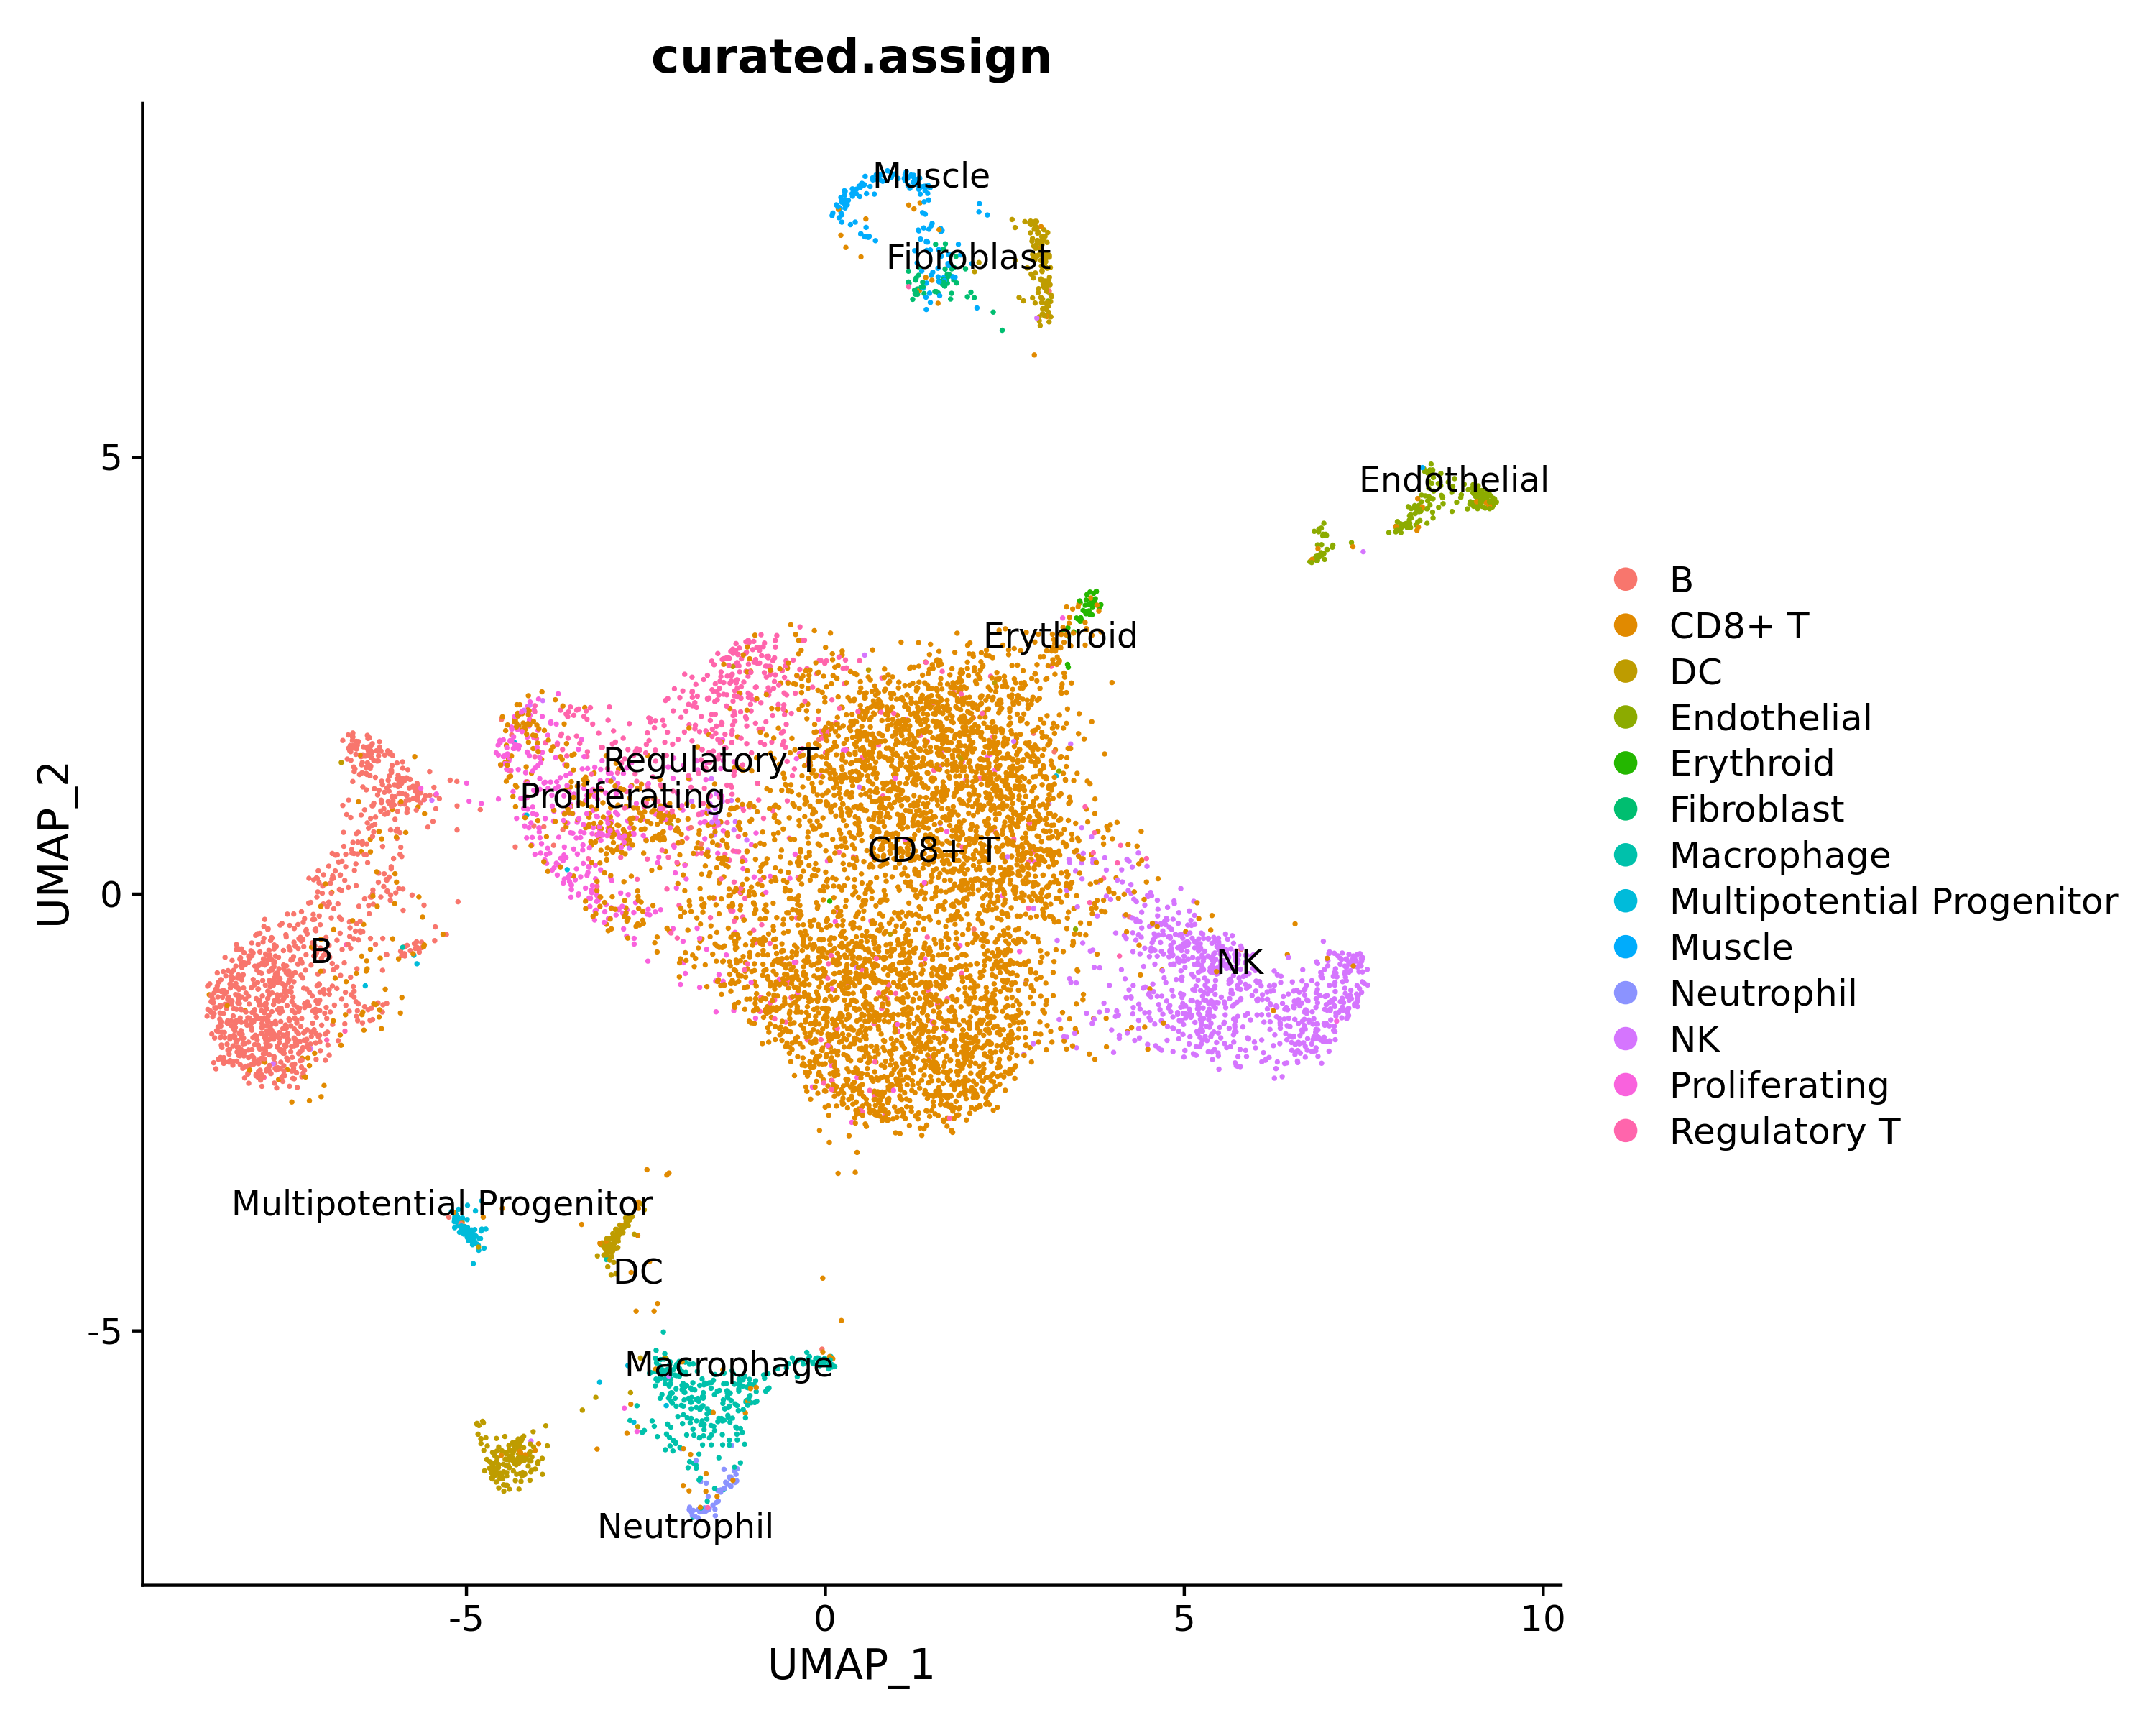 curated.assign
Muscle
Fibroblast
5
Endothelial
Erythroid
Regulatory T
Proliferating
CD8+ T
0
B
NK
Multipotential Progenitor
DC
-5
Macrophage
Neutrophil
-5
0
5
10
UMAP_1
UMAP_2
B
CD8+ T
DC
Endothelial
Erythroid
Fibroblast
Macrophage
Multipotential Progenitor
Muscle
Neutrophil
NK
Proliferating
Regulatory T